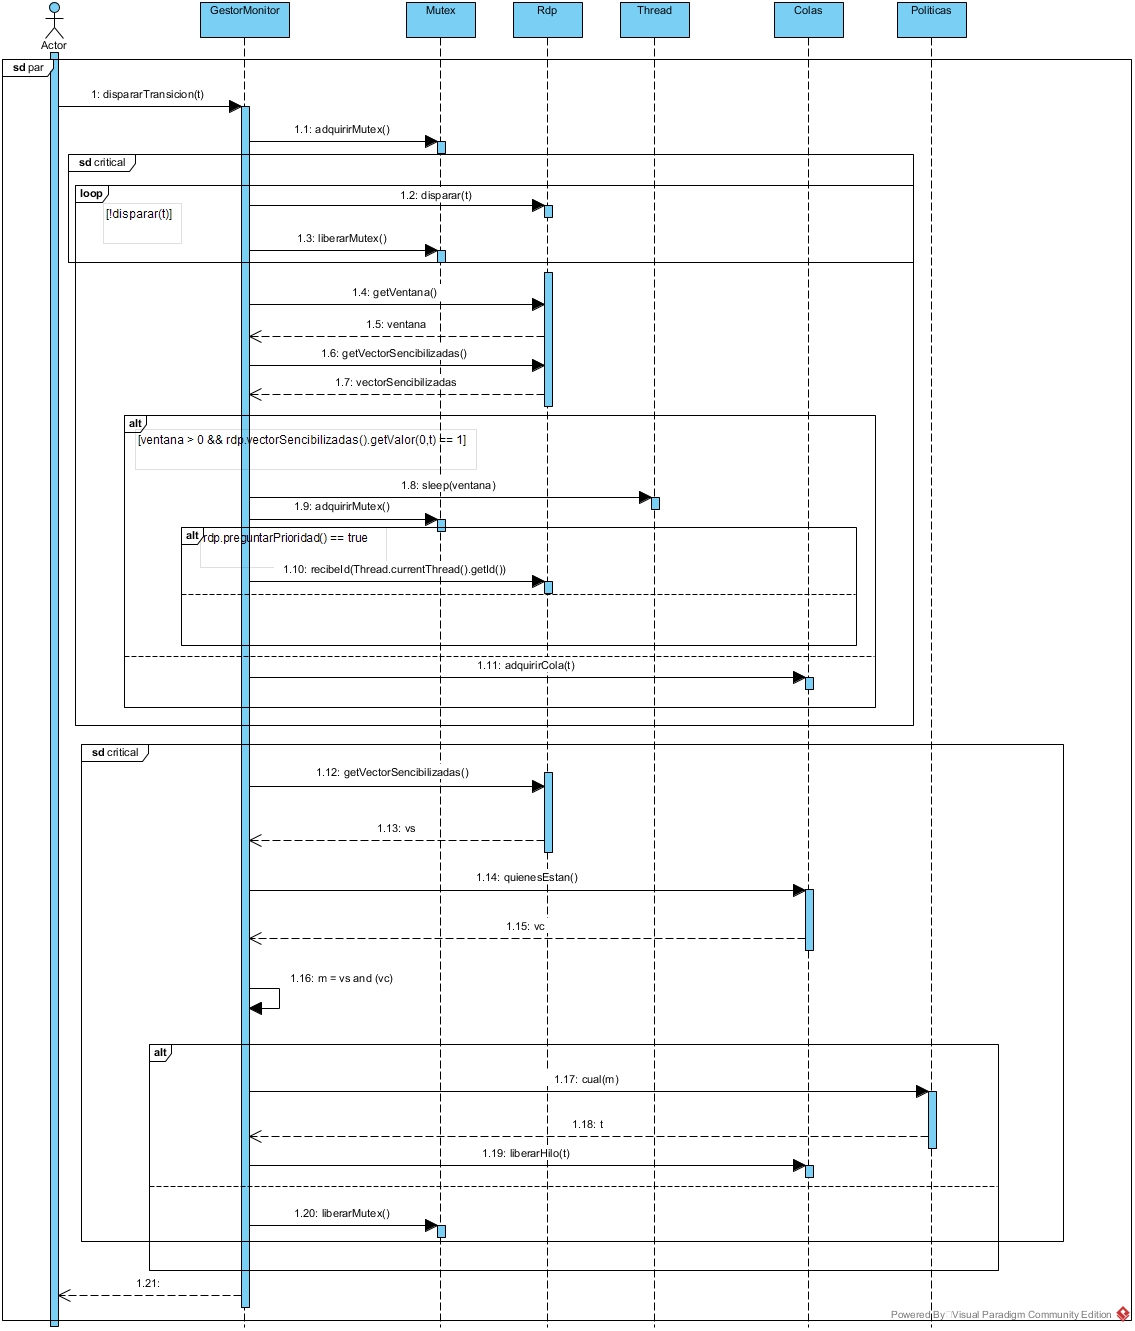 GestorMonitor
Mutex
Rdp
Thread
Colas
Politicas
Actor
sd par
1: dispararTransicion(t)
1.1: adquirirMutex()
sd critical
loop
1.2: disparar(t)
[!disparar(t)]
1.3: liberarMutex()
1.4: getVentana()
1.5: ventana
1.6: getVectorSencibilizadas()
1.7: vectorSencibilizadas
alt
[ventana > 0 && rdp.vectorSencibilizadas().getValor(0,t) == 1]
1.8: sleep(ventana)
1.9: adquirirMutex()
alt
rdp.preguntarPrioridad() == true
1.10: recibeId(Thread.currentThread().getId())
1.11: adquirirCola(t)
sd critical
1.12: getVectorSencibilizadas()
1.13: vs
1.14: quienesEstan()
1.15: vc
1.16: m = vs and (vc)
alt
1.17: cual(m)
1.18: t
1.19: liberarHilo(t)
1.20: liberarMutex()
1.21:
Powered By Visual Paradigm Community Edition